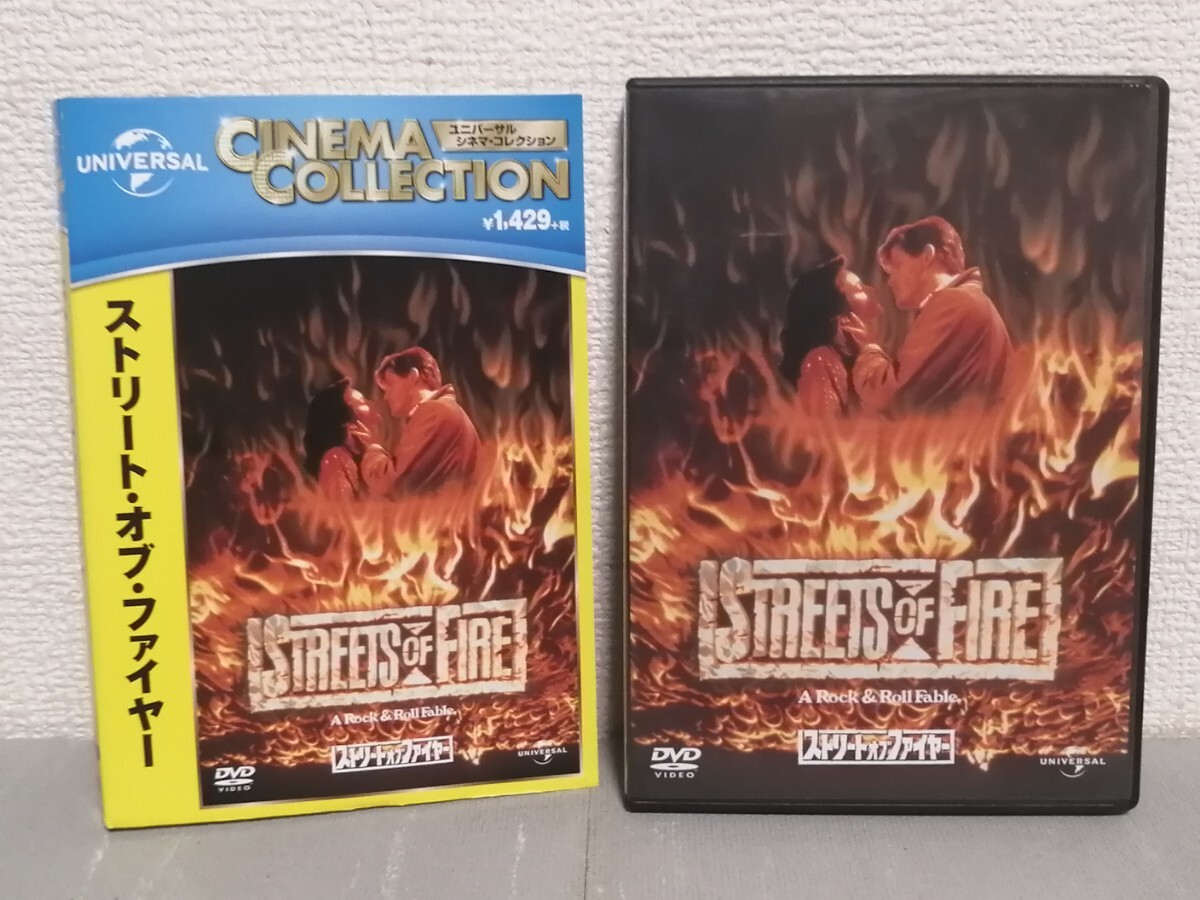 UNIVERSAL
CINEMA
COLLECTION
ユニバーサル
シネマ・コレクション
¥1,429+税
ストリート・オブ・ファイヤー
STREETS OF FIRE
A Rock & Roll Fable.
ストリート・オブ・ファイヤー
DVD
VIDEO
UNIVERSAL
STREETS OF FIRE
A Rock & Roll Fable.
ストリート・オブ・ファイヤー
DVD
VIDEO
UNIVERSAL